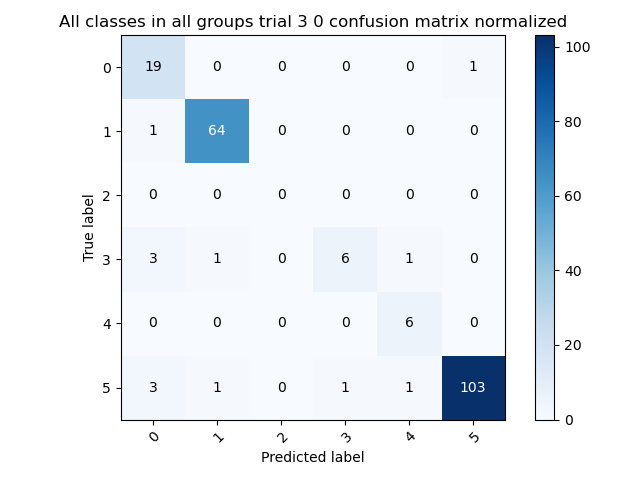 All classes in all groups trial 3 0 confusion matrix normalized
0 19 0 0 0 0 1
1 1 64 0 0 0 0
2 0 0 0 0 0 0
3 3 1 0 6 1 0
4 0 0 0 0 6 0
5 3 1 0 1 1 103
0 1 2 3 4 5
True label
Predicted label
100
80
60
40
20
0